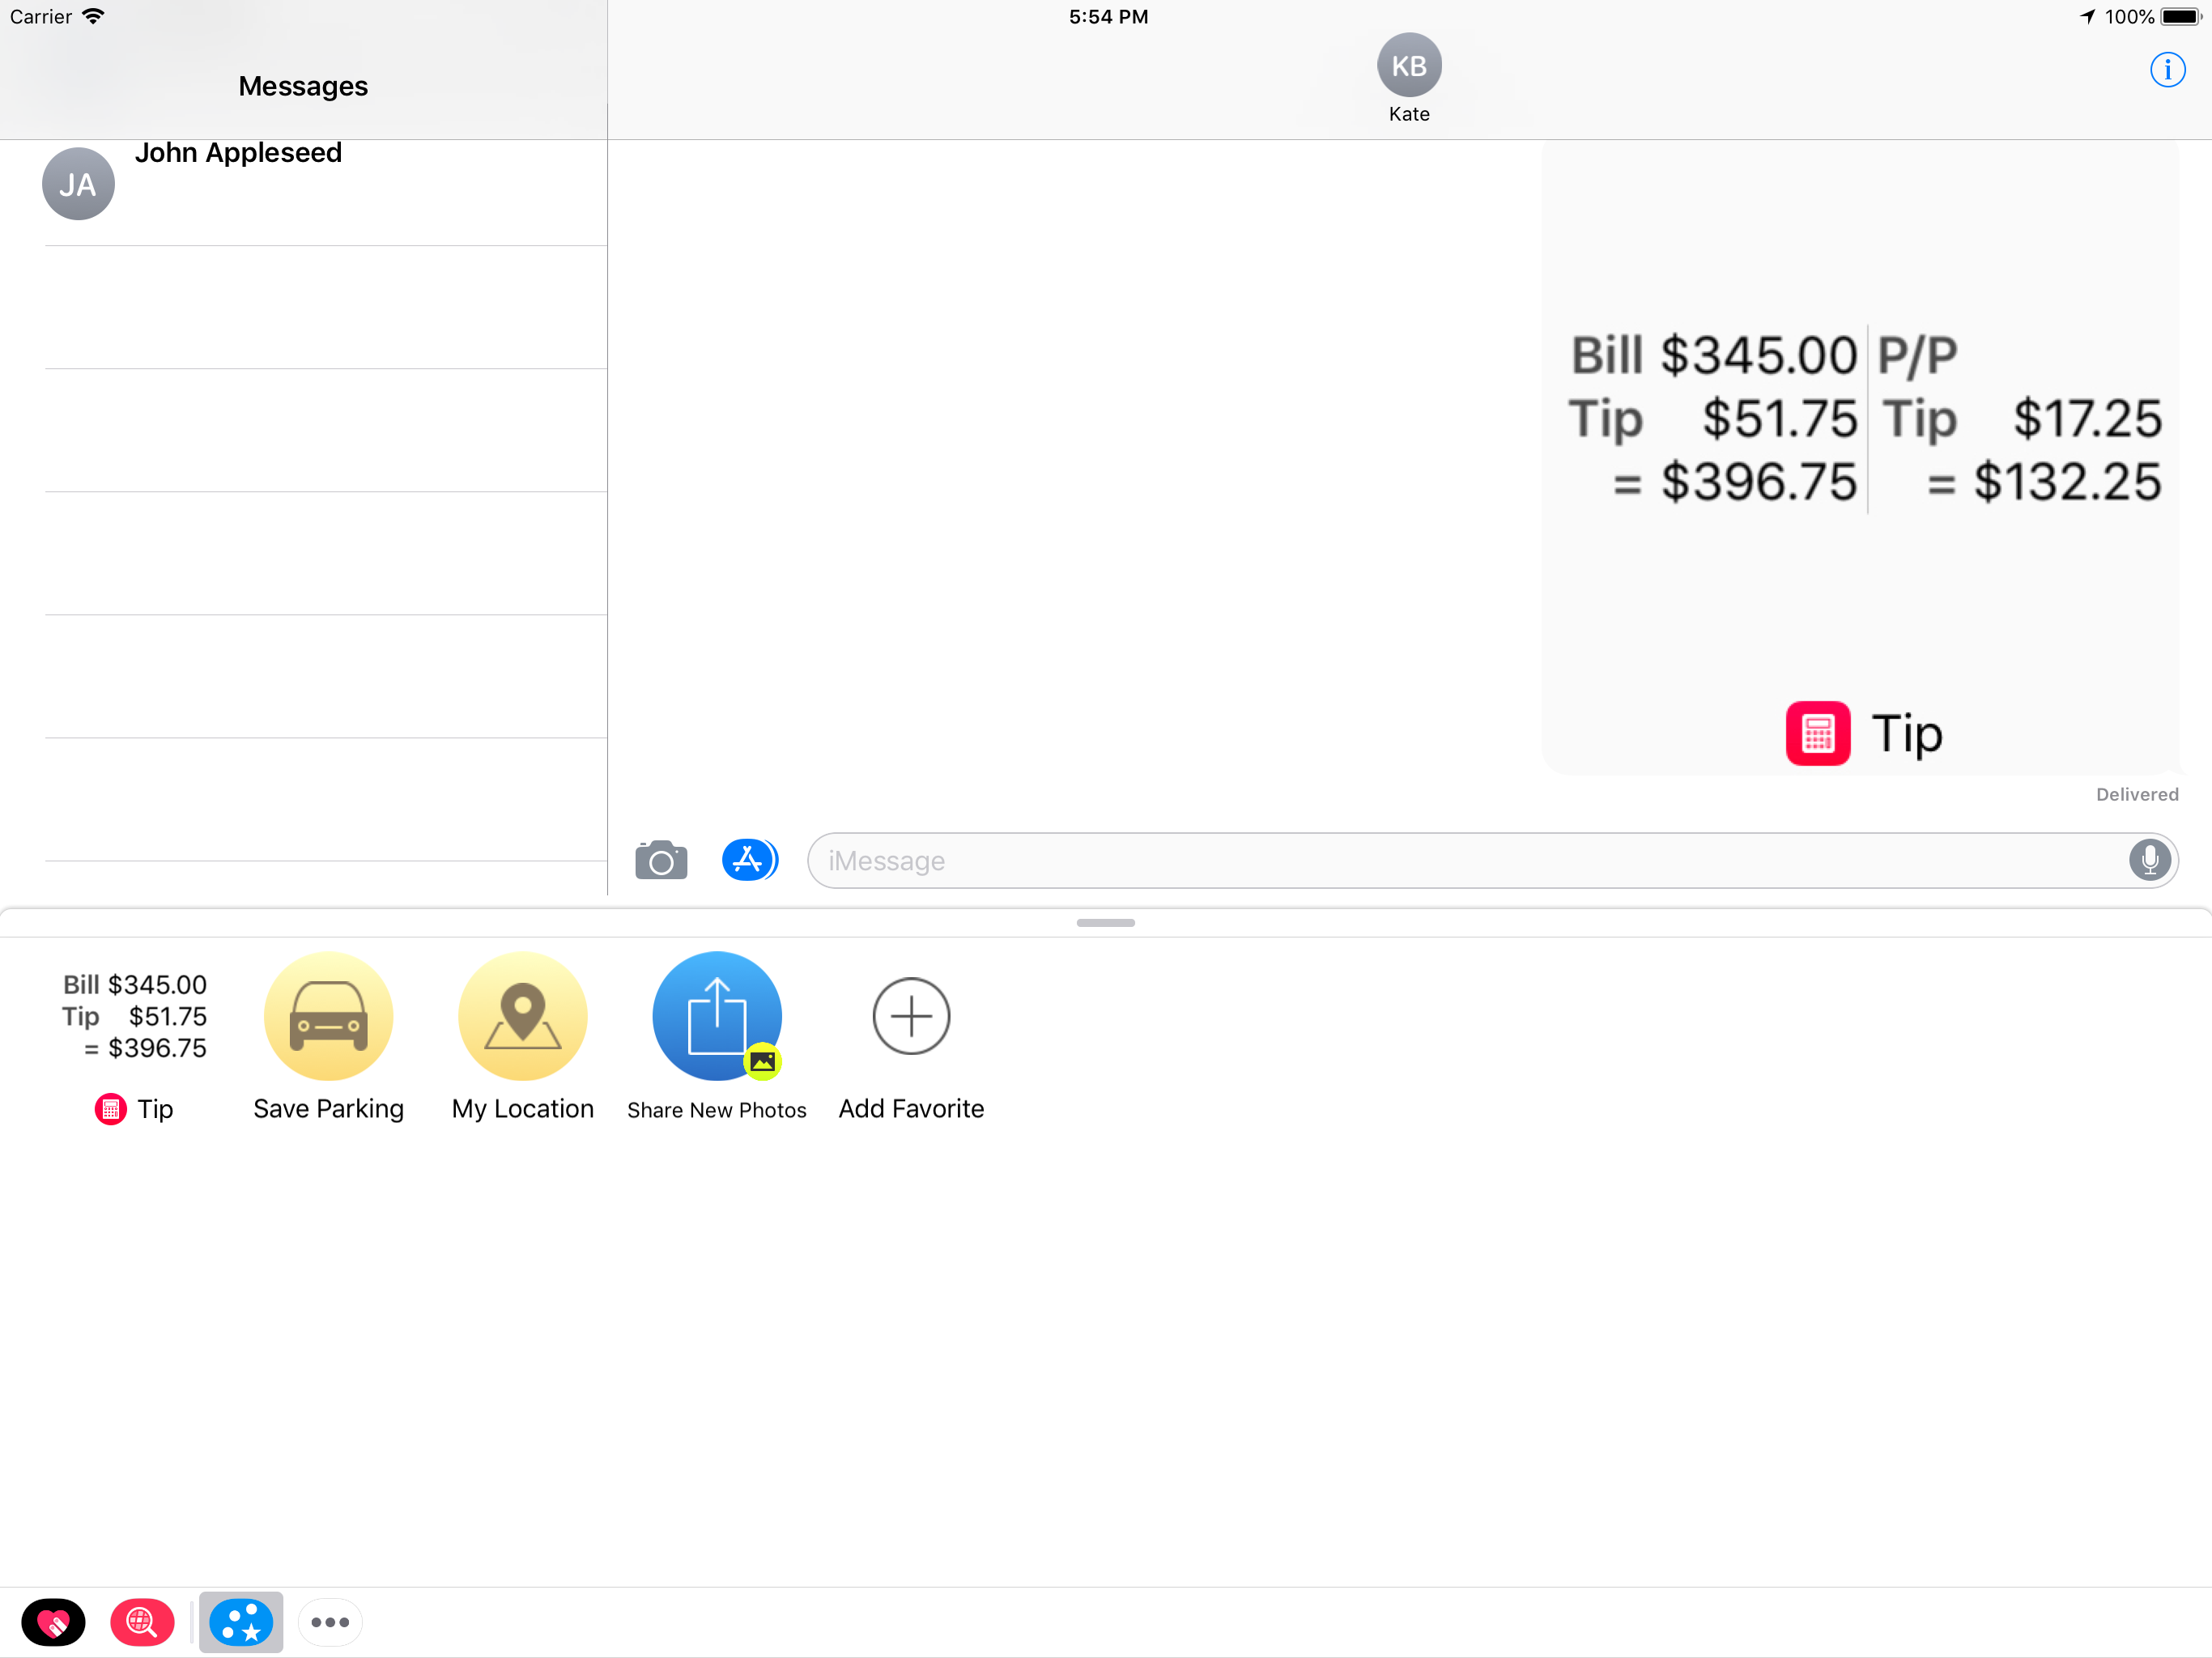 Carrier 5:54 PM 100%
Messages
KB
Kate
JA
John Appleseed
Bill $345.00 P/P
Tip $51.75 Tip $17.25
= $396.75 = $132.25
Tip
Delivered
iMessage
Bill $345.00
Tip $51.75
= $396.75
Tip
Save Parking
My Location
Share New Photos
Add Favorite